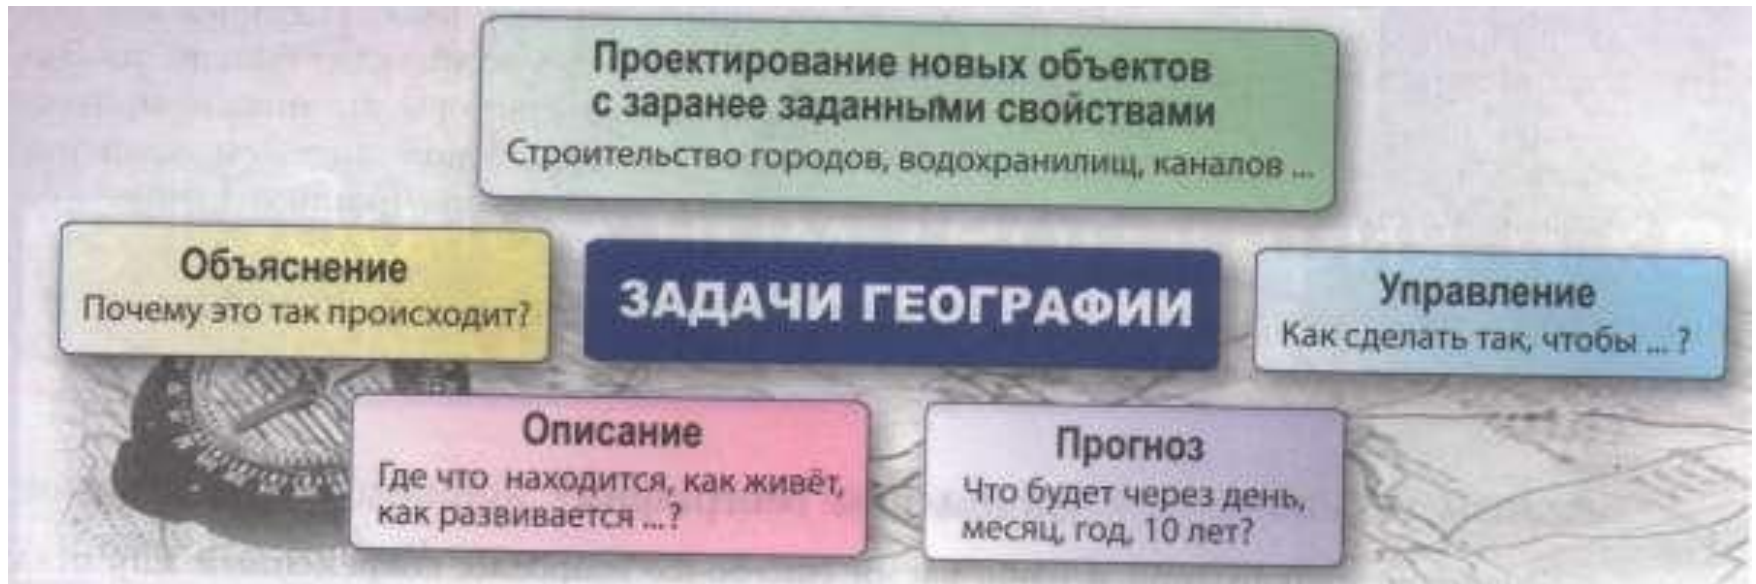 Проектирование новых объектов
с заранее заданными свойствами
Строительство городов, водохранилищ, каналов ...
Объяснение
Почему это так происходит?
ЗАДАЧИ ГЕОГРАФИИ
Управление
Как сделать так, чтобы ... ?
Описание
Где что находится, как живёт,
как развивается ...?
Прогноз
Что будет через день,
месяц, год, 10 лет?